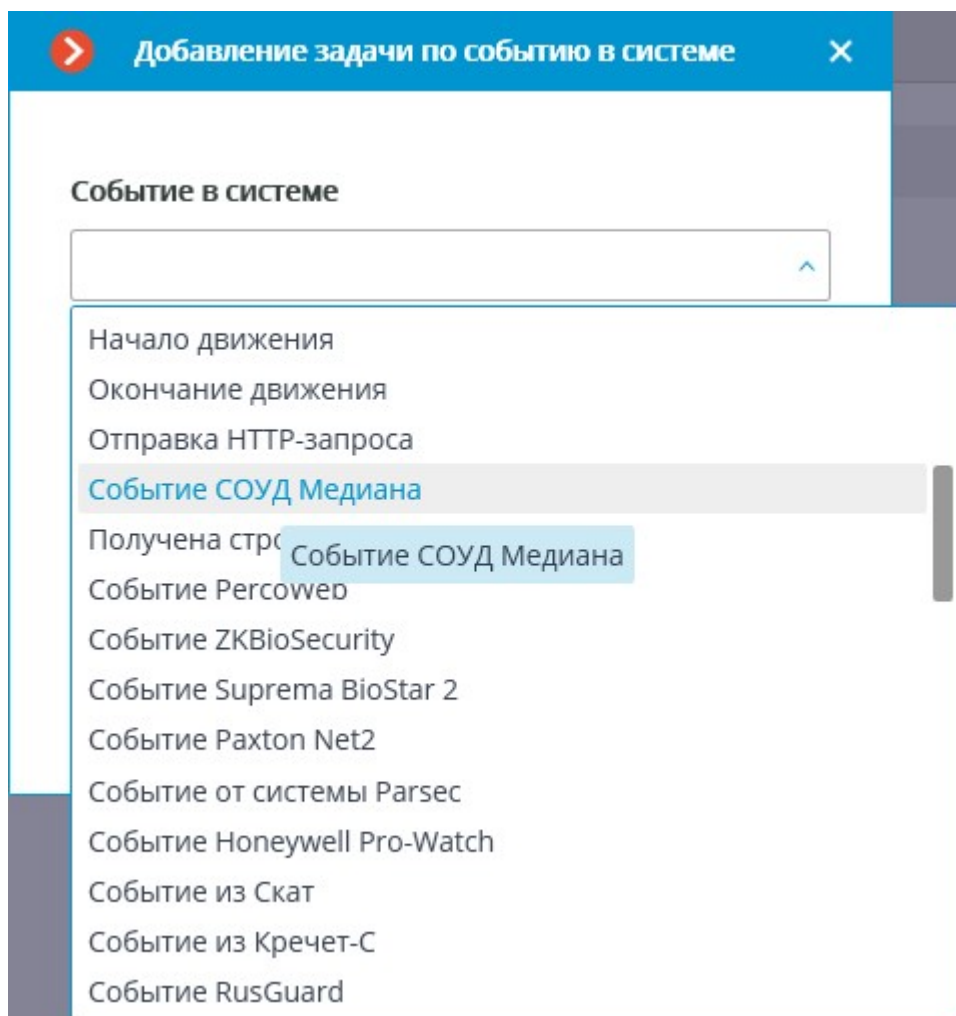 Добавление задачи по событию в системе
Событие в системе
Начало движения
Окончание движения
Отправка HTTP-запроса
Событие СОУД Медиана
Получена
Событие СОУД Медиана
Событие PercoWeb
Событие ZKBioSecurity
Событие Suprema BioStar 2
Событие Paxton Net2
Событие от системы Parsec
Событие Honeywell Pro-Watch
Событие из Скат
Событие из Кречет-С
Событие RusGuard